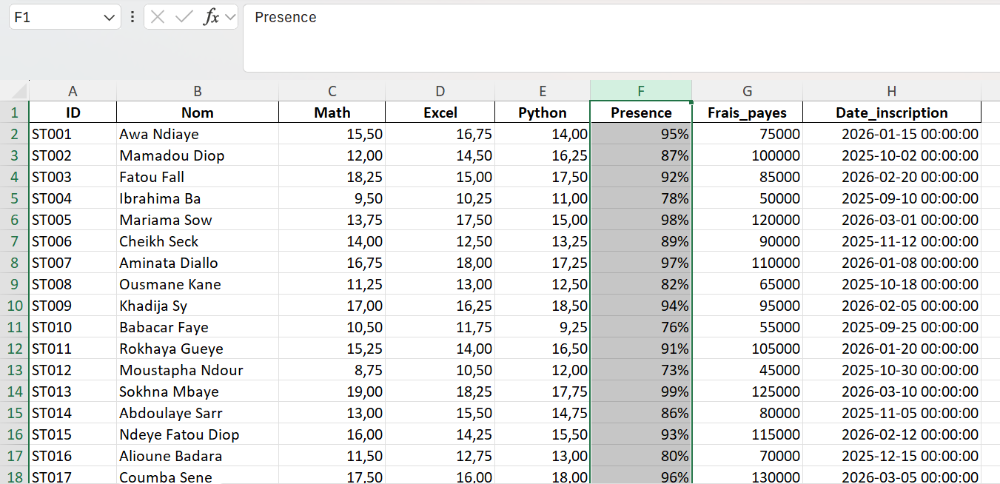 F1 fx Presence
A B C D E F G H
1 ID Nom Math Excel Python Presence Frais_payes Date_inscription
2 ST001 Awa Ndiaye 15,50 16,75 14,00 95% 75000 2026-01-15 00:00:00
3 ST002 Mamadou Diop 12,00 14,50 16,25 87% 100000 2025-10-02 00:00:00
4 ST003 Fatou Fall 18,25 15,00 17,50 92% 85000 2026-02-20 00:00:00
5 ST004 Ibrahima Ba 9,50 10,25 11,00 78% 50000 2025-09-10 00:00:00
6 ST005 Mariama Sow 13,75 17,50 15,00 98% 120000 2026-03-01 00:00:00
7 ST006 Cheikh Seck 14,00 12,50 13,25 89% 90000 2025-11-12 00:00:00
8 ST007 Aminata Diallo 16,75 18,00 17,25 97% 110000 2026-01-08 00:00:00
9 ST008 Ousmane Kane 11,25 13,00 12,50 82% 65000 2025-10-18 00:00:00
10 ST009 Khadija Sy 17,00 16,25 18,50 94% 95000 2026-02-05 00:00:00
11 ST010 Babacar Faye 10,50 11,75 9,25 76% 55000 2025-09-25 00:00:00
12 ST011 Rokhaya Gueye 15,25 14,00 16,50 91% 105000 2026-01-20 00:00:00
13 ST012 Moustapha Ndour 8,75 10,50 12,00 73% 45000 2025-10-30 00:00:00
14 ST013 Sokhna Mbaye 19,00 18,25 17,75 99% 125000 2026-03-10 00:00:00
15 ST014 Abdoulaye Sarr 13,00 15,50 14,75 86% 80000 2025-11-05 00:00:00
16 ST015 Ndeye Fatou Diop 16,00 14,25 15,50 93% 115000 2026-02-12 00:00:00
17 ST016 Alioune Badara 11,50 12,75 13,00 80% 70000 2025-12-15 00:00:00
18 ST017 Coumba Sene 17,50 16,00 18,00 96% 130000 2026-03-05 00:00:00